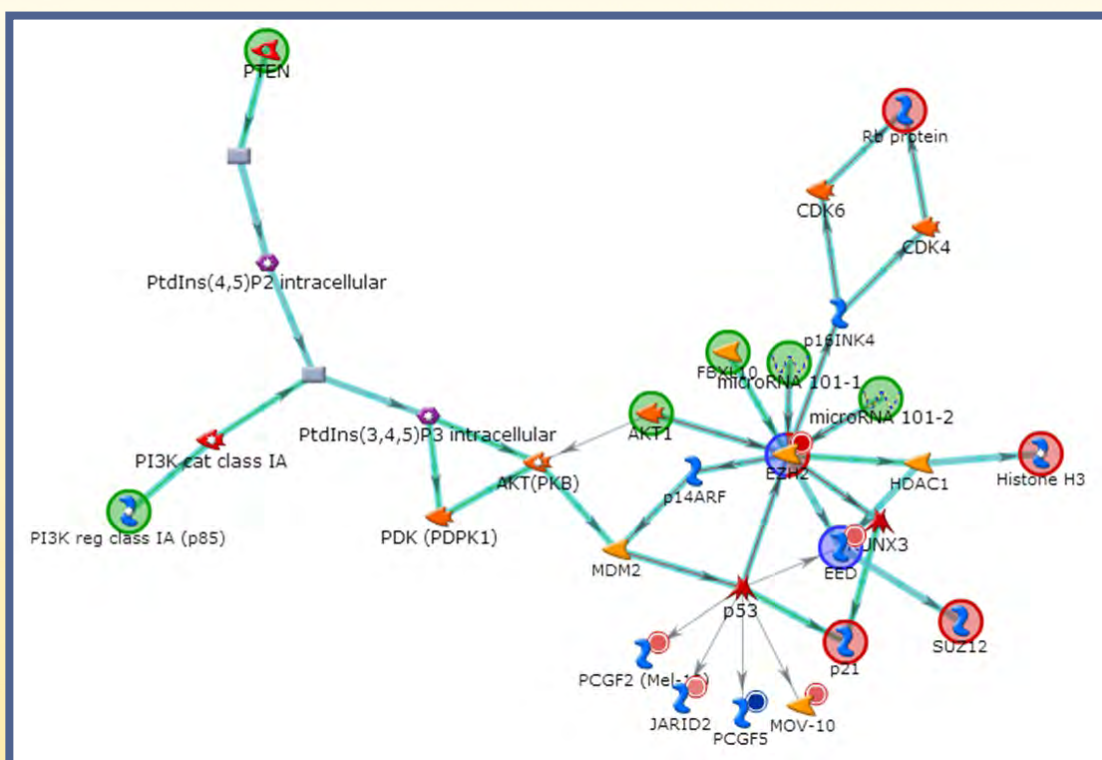 PTEN
Rb protein
CDK6
CDK4
PtdIns(4,5)P2 intracellular
p16INK4
FBXL10
microRNA 101-1
microRNA 101-2
PtdIns(3,4,5)P3 intracellular
AKT1
PI3K cat class IA
AKT(PKB)
EZH2
HDAC1
Histone H3
p14ARF
PI3K reg class IA (p85)
PDK (PDPK1)
RUNX3
MDM2
EED
p53
SUZ12
p21
PCGF2
JARID2
PCGF5
MOV-10